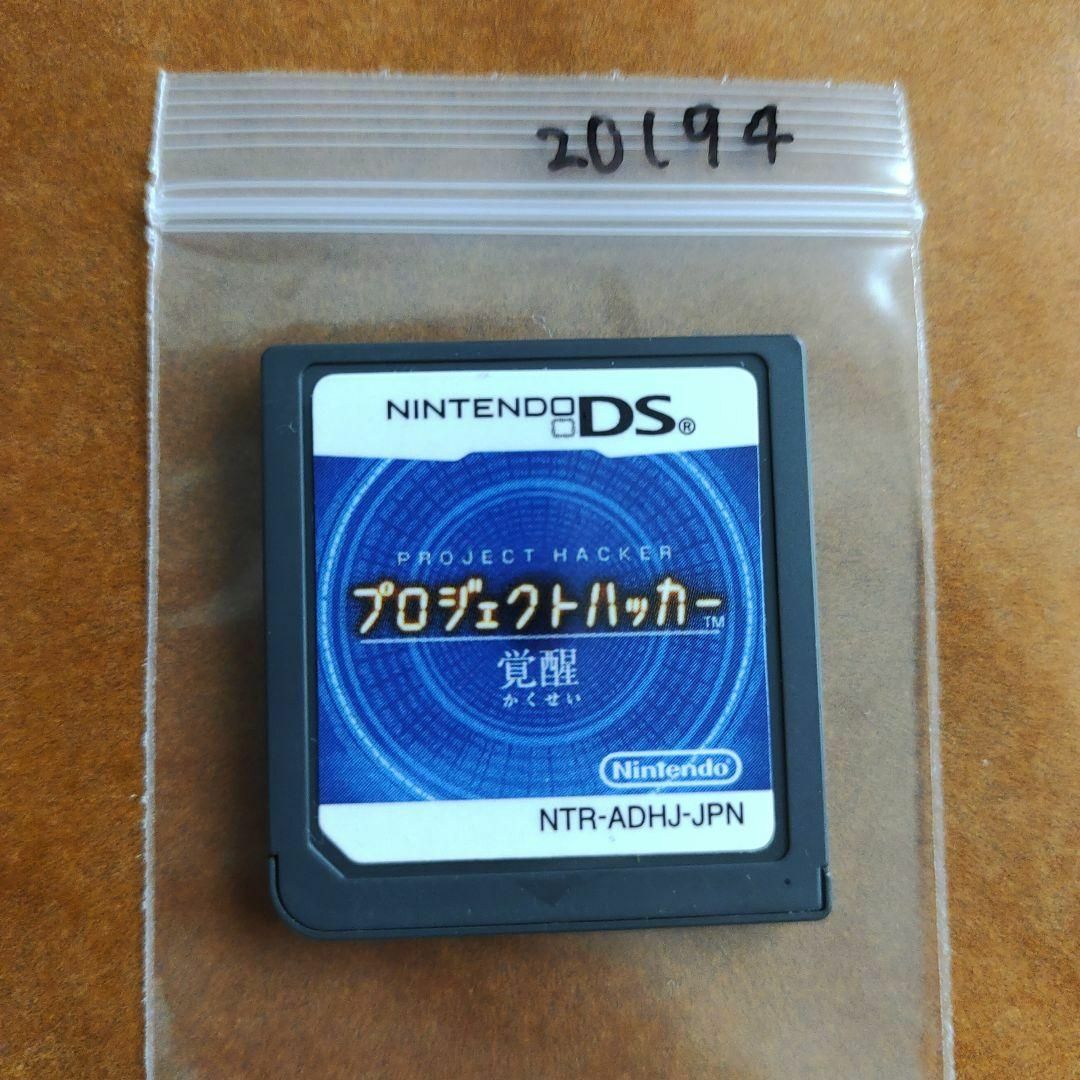 20194
NINTENDO DS®
PROJECT HACKER
プロジェクトハッカー™
覚醒
かくせい
Nintendo®
NTR-ADHJ-JPN